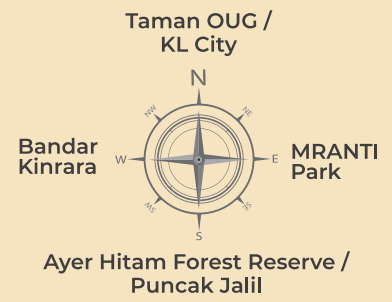 Taman OUG /
KL City
N
NW
NE
Bandar
Kinrara
W
E
MRANTI
Park
SW
SE
S
Ayer Hitam Forest Reserve /
Puncak Jalil